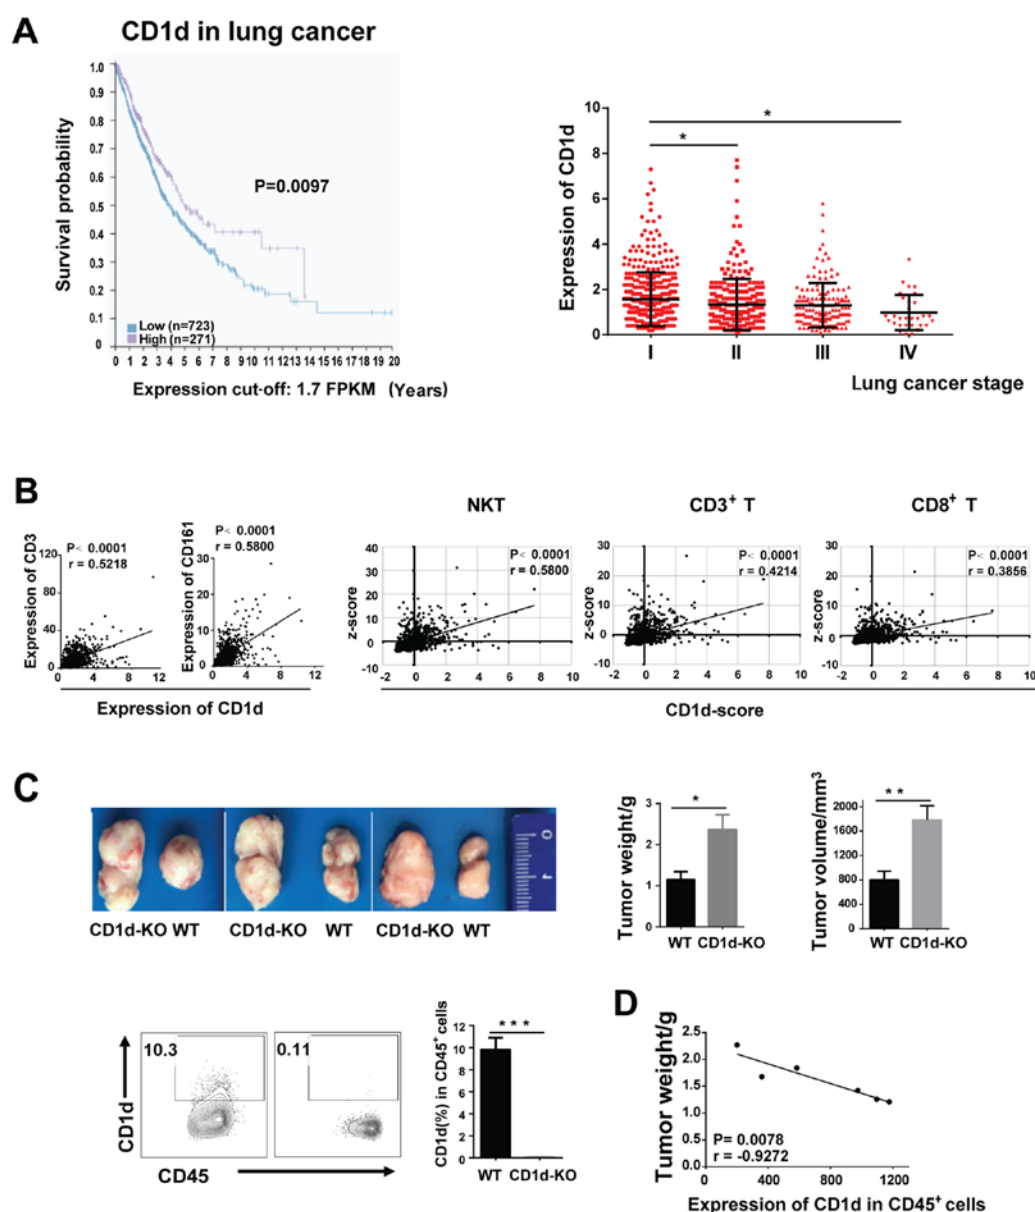 A
CD1d in lung cancer
Survival probability
1.0
0.9
0.8
0.7
0.6
0.5
0.4
0.3
0.2
0.1
0
P=0.0097
Low (n=723)
High (n=271)
0 1 2 3 4 5 6 7 8 9 10 11 12 13 14 15 16 17 18 19 20
Expression cut-off: 1.7 FPKM (Years)
Expression of CD1d
10
8
6
4
2
0
*
*
I II III IV
Lung cancer stage
B
Expression of CD3
120
80
40
0
P< 0.0001
r = 0.5218
0 4 8 12
Expression of CD161
30
20
10
0
P< 0.0001
r = 0.5800
0 4 8 12
Expression of CD1d
NKT
z-score
40
30
20
10
0
-10
P< 0.0001
r = 0.5800
-2 0 2 4 6 8 10
CD3+ T
z-score
30
20
10
0
-10
P< 0.0001
r = 0.4214
-2 0 2 4 6 8 10
CD8+ T
z-score
30
20
10
0
-10
P< 0.0001
r = 0.3856
-2 0 2 4 6 8 10
CD1d-score
C
0
1
CD1d-KO WT CD1d-KO WT CD1d-KO WT
Tumor weight/g
3
2
1
0
*
WT CD1d-KO
Tumor volume/mm3
2000
1600
1200
800
400
0
**
WT CD1d-KO
CD1d
10.3
0.11
CD45
CD1d(%) in CD45+ cells
12
10
8
6
4
2
0
***
WT CD1d-KO
D
Tumor weight/g
2.5
2.0
1.5
1.0
0.5
0.0
P= 0.0078
r = -0.9272
0 400 800 1200
Expression of CD1d in CD45+ cells